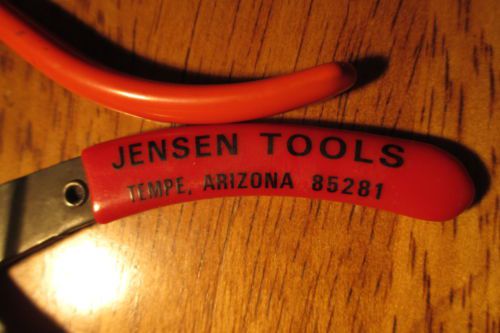 JENSEN TOOLS
TEMPE, ARIZONA 85281